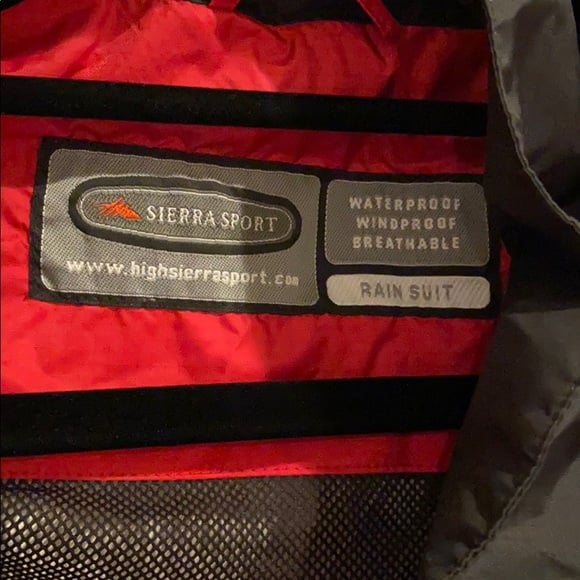 SIERRA SPORT
www.highsierrasport.com
WATERPROOF
WINDPROOF
BREATHABLE
RAIN SUIT